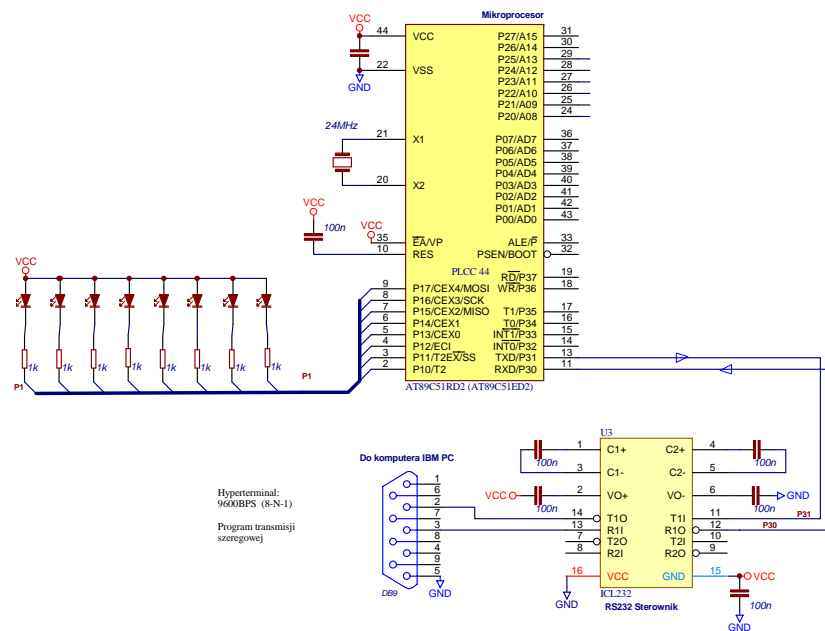 Mikroprocesor
VCC
44 VCC P27/A15 31
P26/A14 30
P25/A13 29
22 VSS P24/A12 28
GND
P23/A11 27
P22/A10 26
P21/A09 25
P20/A08 24
24MHz
21 X1 P07/AD7 36
P06/AD6 37
P05/AD5 38
P04/AD4 39
20 X2 P03/AD3 40
P02/AD2 41
P01/AD1 42
P00/AD0 43
VCC
100n
VCC
35 EA/VP ALE/P 33
10 RES PSEN/BOOT 32
PLCC 44
RD/P37 19
9 P17/CEX4/MOSI WR/P36 18
8 P16/CEX3/SCK
7 P15/CEX2/MISO T1/P35 17
6 P14/CEX1 T0/P34 16
5 P13/CEX0 INT1/P33 15
4 P12/ECI INT0/P32 14
3 P11/T2EX/SS TXD/P31 13
2 P10/T2 RXD/P30 11
AT89C51RD2 (AT89C51ED2)
VCC
1k 1k 1k 1k 1k 1k 1k 1k
P1 P1
U3
1 C1+ C2+ 4
100n 100n
3 C1- C2- 5
VCC 2 VO+ VO- 6 GND
100n 100n
14 T1O T1I 11 P31
13 R1I R1O 12 P30
7 T2O T2I 10
8 R2I R2O 9
16 VCC GND 15 VCC
GND
ICL232
RS232 Sterownik
100n
GND
Do komputera IBM PC
1
6
2
7
3
8
4
9
5
DB9
GND
Hyperterminal:
9600BPS (8-N-1)
Program transmisji
szeregowej